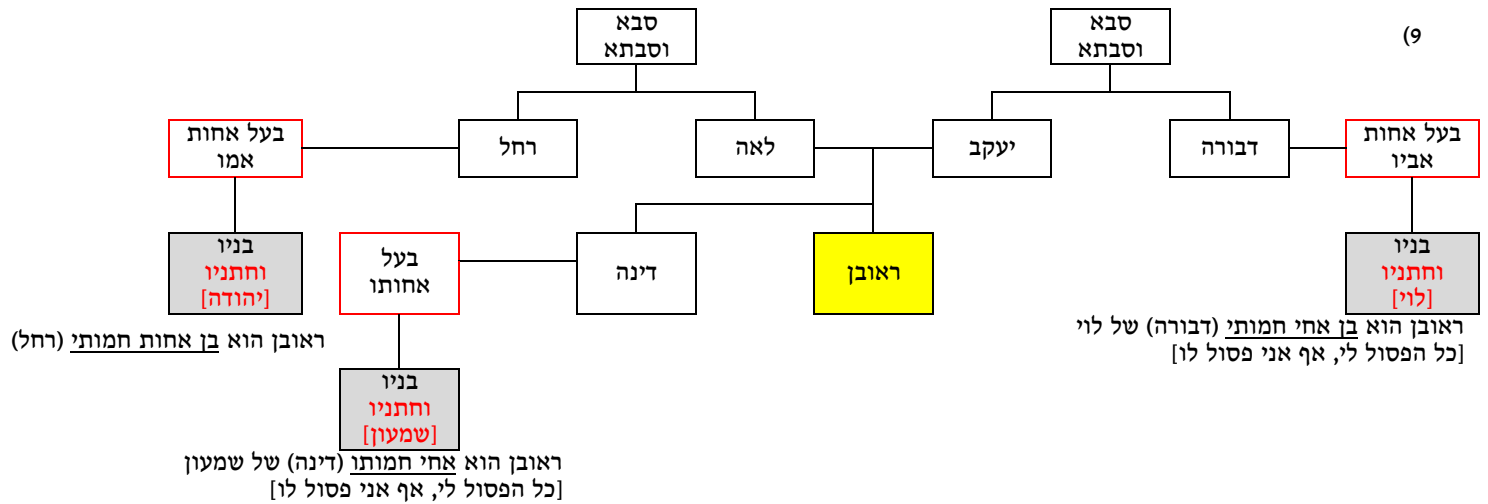 9)
סבא
וסבתא
סבא
וסבתא
בעל אחות
אביו
דבורה
יעקב
לאה
רחל
בעל אחות
אמו
בניו
וחתניו
[לוי]
ראובן
דינה
בעל
אחותו
בניו
וחתניו
[יהודה]
ראובן הוא בן אחי חמותי (דבורה) של לוי
[כל הפסול לי, אף אני פסול לו]
ראובן הוא בן אחות חמותי (רחל)
בניו
וחתניו
[שמעון]
ראובן הוא אחי חמותו (דינה) של שמעון
[כל הפסול לי, אף אני פסול לו]